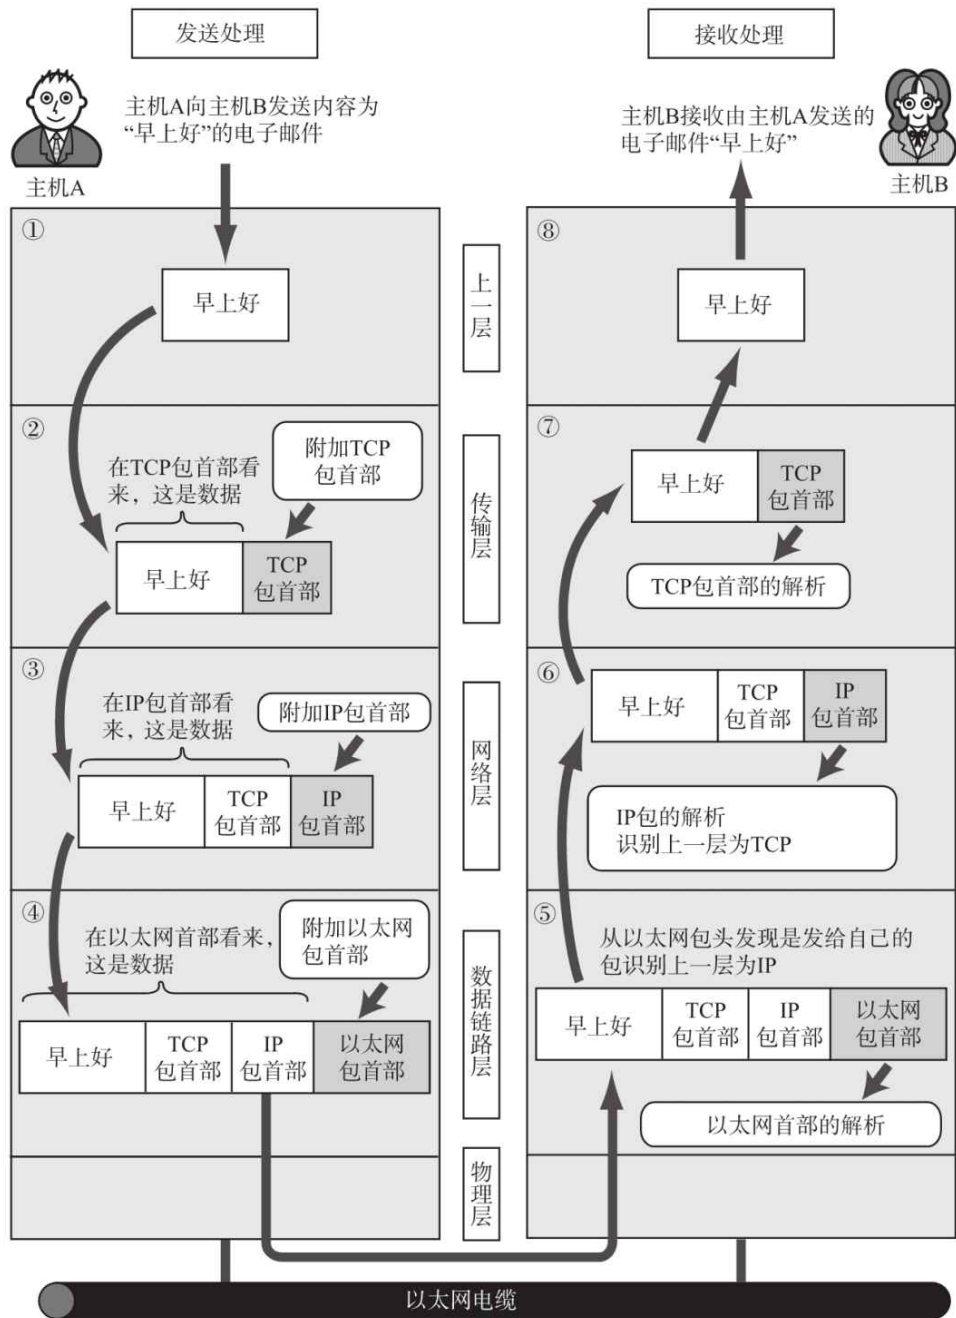 发送处理
主机A向主机B发送内容为
“早上好”的电子邮件
主机A
①
早上好
②
附加TCP
包首部
在TCP包首部看
来，这是数据
早上好
TCP
包首部
③
在IP包首部看
来，这是数据
附加IP包首部
早上好
TCP
包首部
IP
包首部
④
在以太网首部看来，
这是数据
附加以太网
包首部
早上好
TCP
包首部
IP
包首部
以太网
包首部
上一层
传输层
网络层
数据链路层
物理层
接收处理
主机B接收由主机A发送的
电子邮件“早上好”
主机B
⑧
早上好
⑦
早上好
TCP
包首部
TCP包首部的解析
⑥
早上好
TCP
包首部
IP
包首部
IP包的解析
识别上一层为TCP
⑤
从以太网包头发现是发给自己的
包识别上一层为IP
早上好
TCP
包首部
IP
包首部
以太网
包首部
以太网首部的解析
以太网电缆